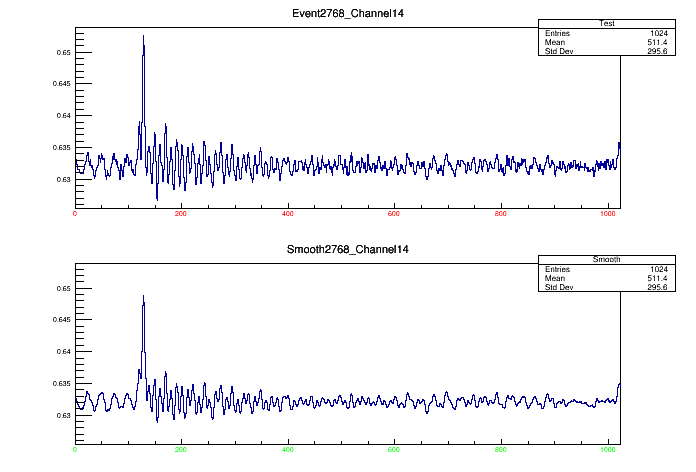 Event2768_Channel14
Test
Entries 1024
Mean 511.4
Std Dev 295.6
0.65
0.645
0.64
0.635
0.63
0 200 400 600 800 1000
Smooth2768_Channel14
Smooth
Entries 1024
Mean 511.4
Std Dev 295.6
0.65
0.645
0.64
0.635
0.63
0 200 400 600 800 1000